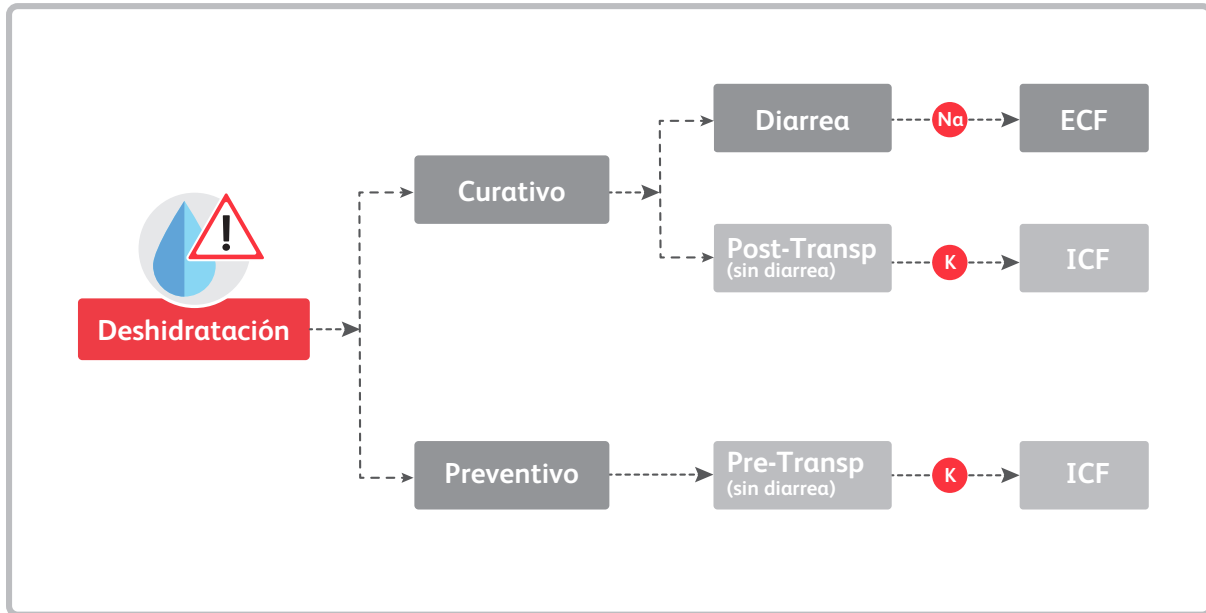 Deshidratación
!
Curativo
Diarrea
Na
ECF
Post-Transp
(sin diarrea)
K
ICF
Preventivo
Pre-Transp
(sin diarrea)
K
ICF